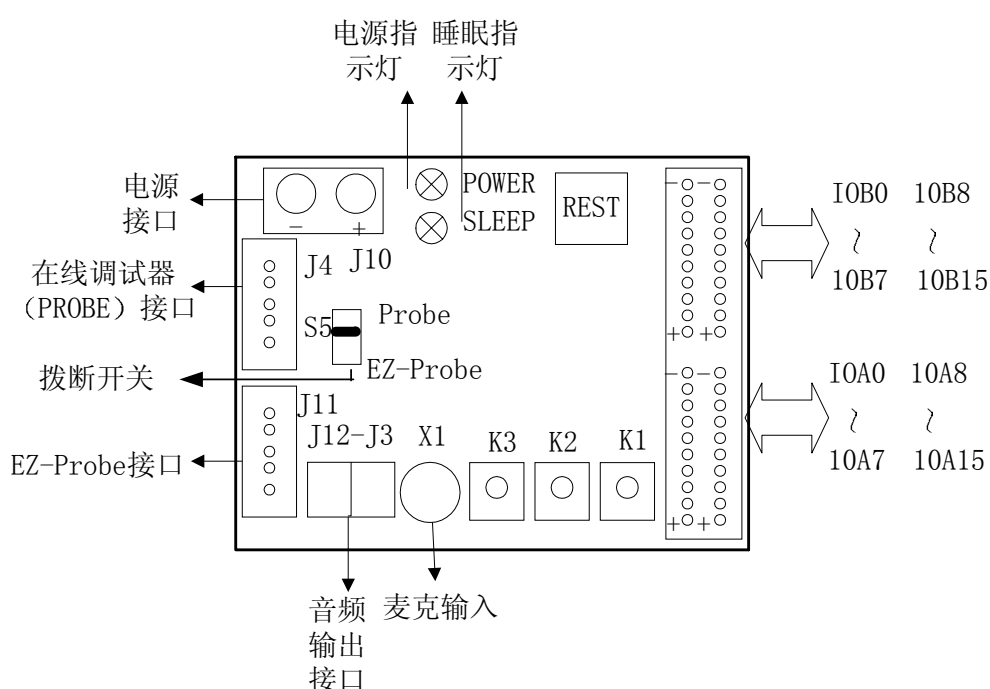 电源指 睡眠指
示灯 示灯
电源
接口
POWER
SLEEP
REST
- +
J4 J10
在线调试器
（PROBE）接口
S5 Probe
EZ-Probe
拨断开关
J11
EZ-Probe接口
J12-J3 X1 K3 K2 K1
- -
+ +
- -
+ +
IOB0 10B8
~ ~
10B7 10B15
IOA0 10A8
~ ~
10A7 10A15
音频 麦克输入
输出
接口